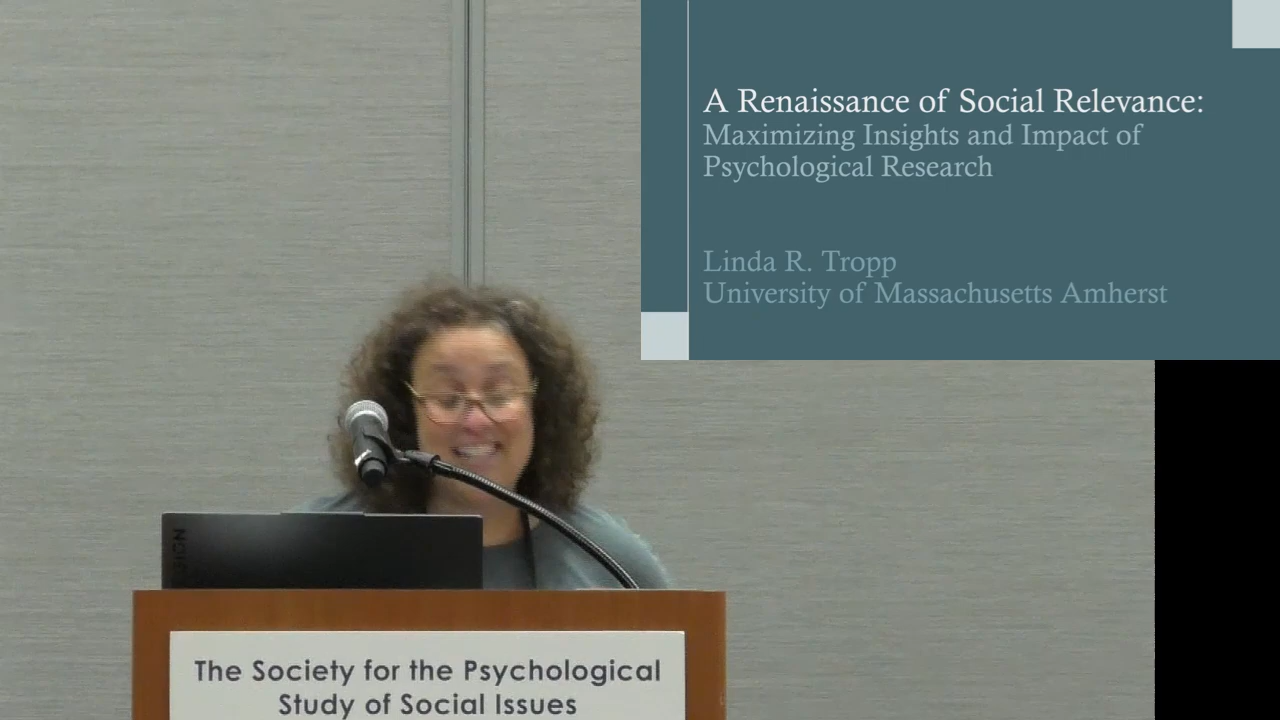 A Renaissance of Social Relevance:
Maximizing Insights and Impact of
Psychological Research
Linda R. Tropp
University of Massachusetts Amherst
The Society for the Psychological
Study of Social Issues